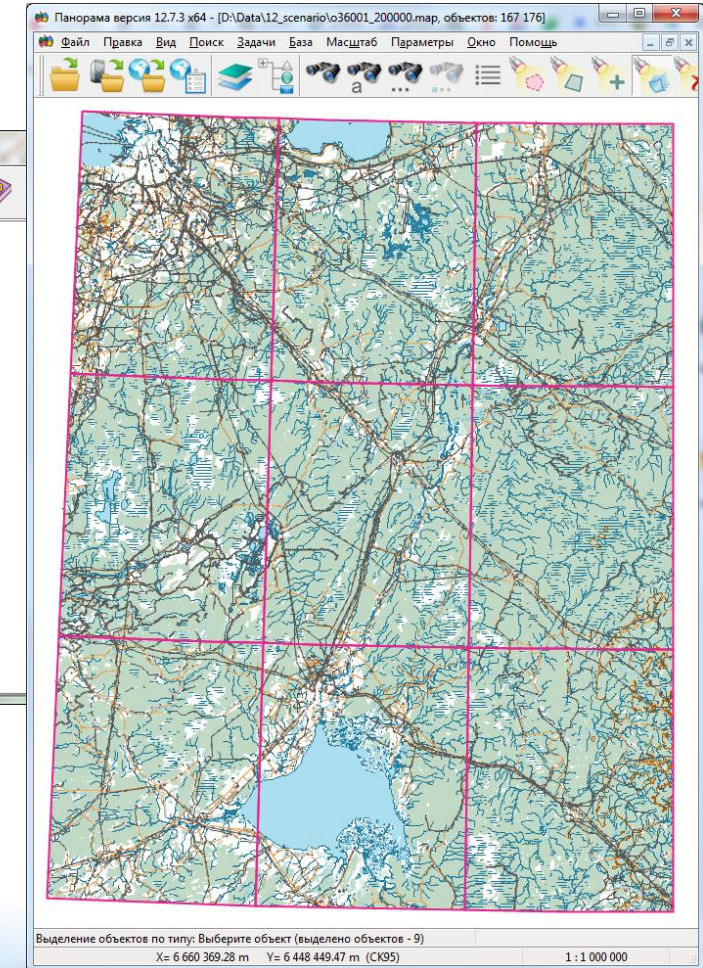 Панорама версия 12.7.3 x64 - [D:\Data\12_scenario\o36001_200000.map, объектов: 167 176]
Файл Правка Вид Поиск Задачи База Масштаб Параметры Окно Помощь
a
Выделение объектов по типу: Выберите объект (выделено объектов - 9)
X= 6 660 369.28 m Y= 6 448 449.47 m (СК95) 1 : 1 000 000